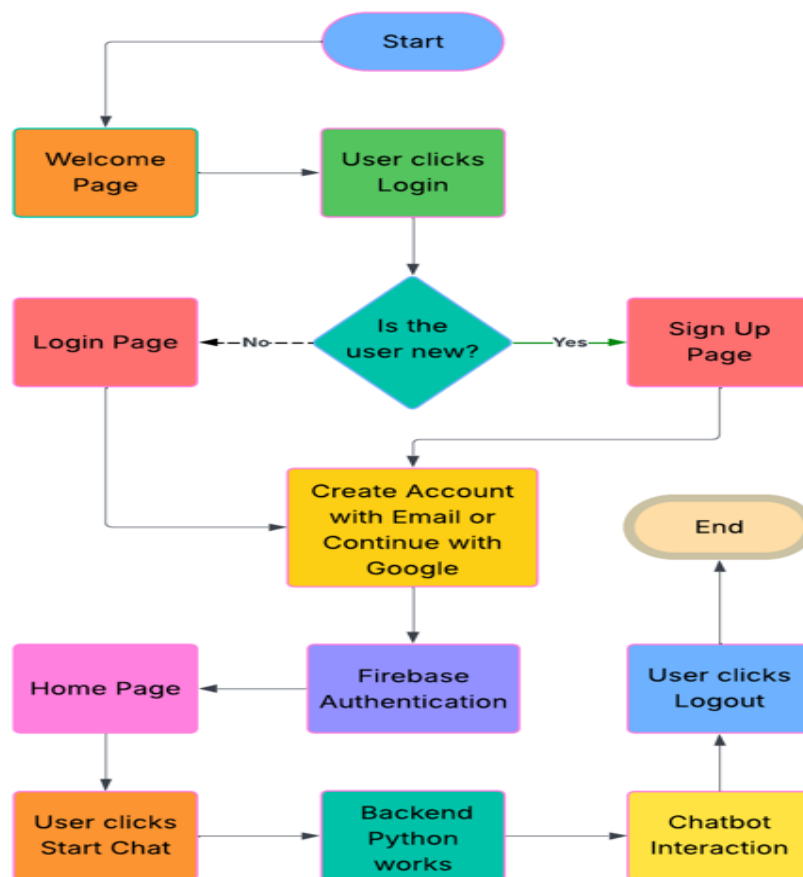 Start
Welcome
Page
User clicks
Login
Login Page
No
Is the
user new?
Yes
Sign Up
Page
Create Account
with Email or
Continue with
Google
End
Home Page
Firebase
Authentication
User clicks
Logout
User clicks
Start Chat
Backend
Python
works
Chatbot
Interaction